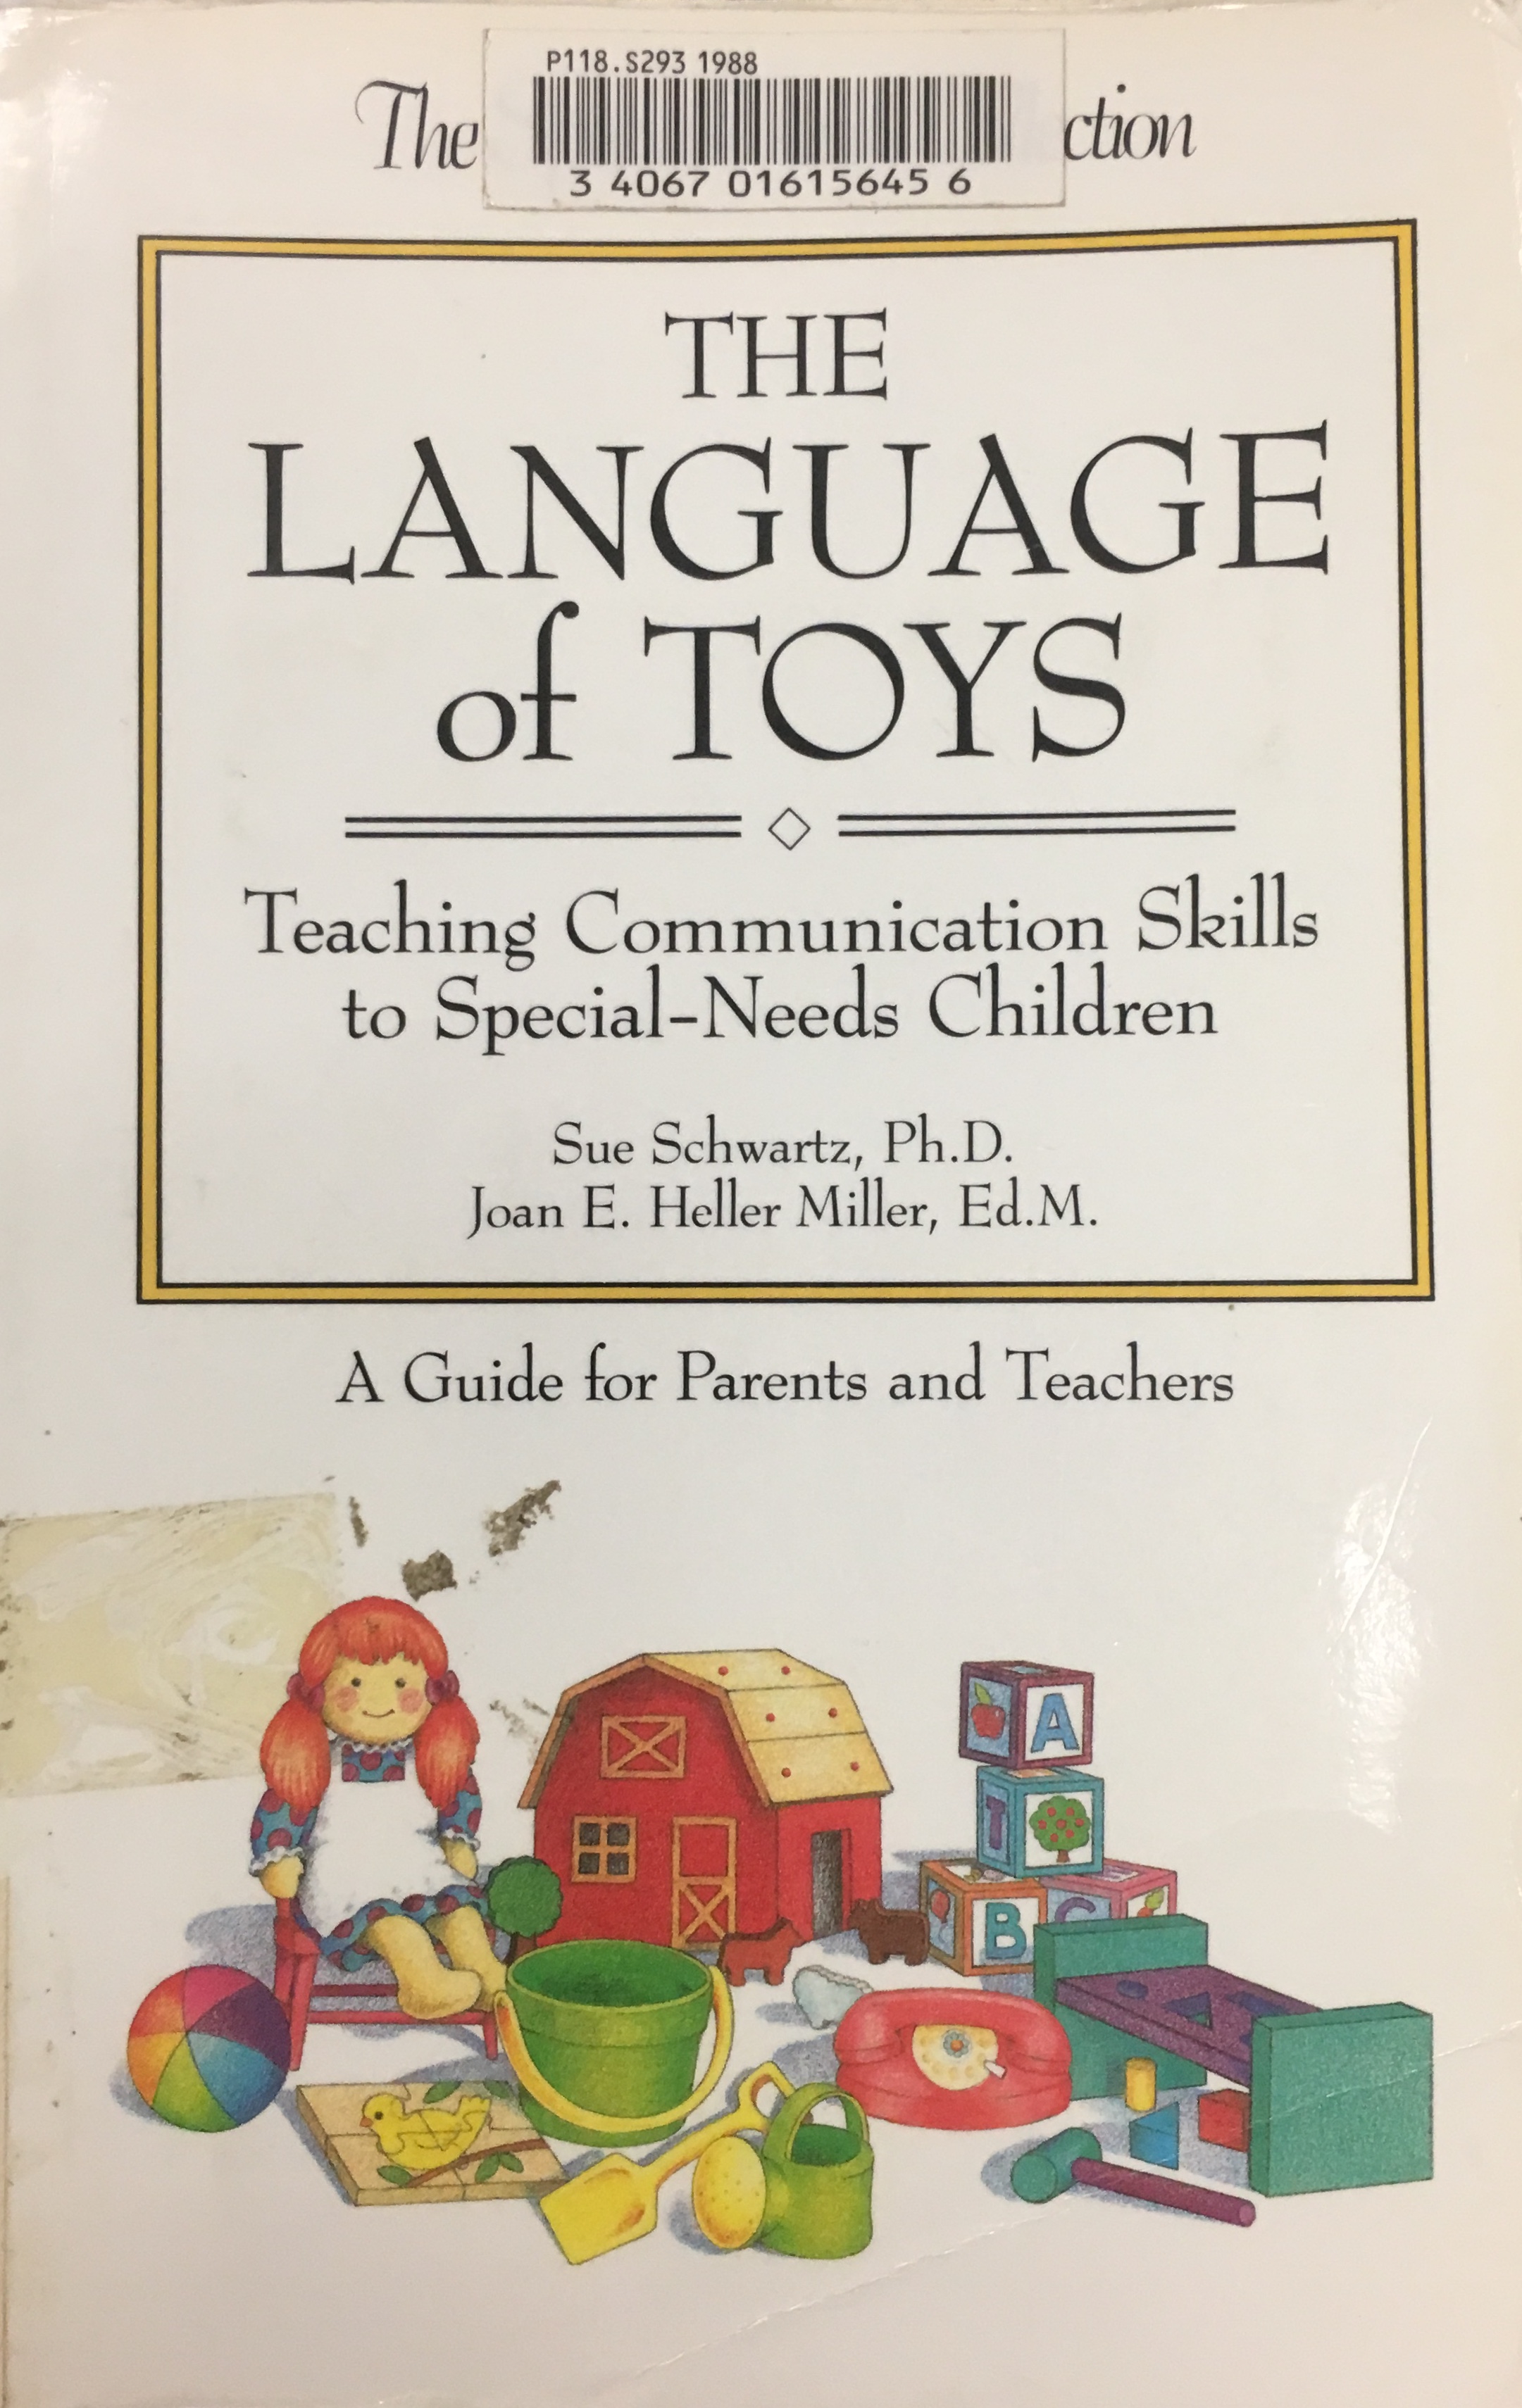 P118.S293 1988
The ction
3 4067 01615645 6
THE
LANGUAGE
of TOYS
Teaching Communication Skills
to Special-Needs Children
Sue Schwartz, Ph.D.
Joan E. Heller Miller, Ed.M.
A Guide for Parents and Teachers
A
T
B
C